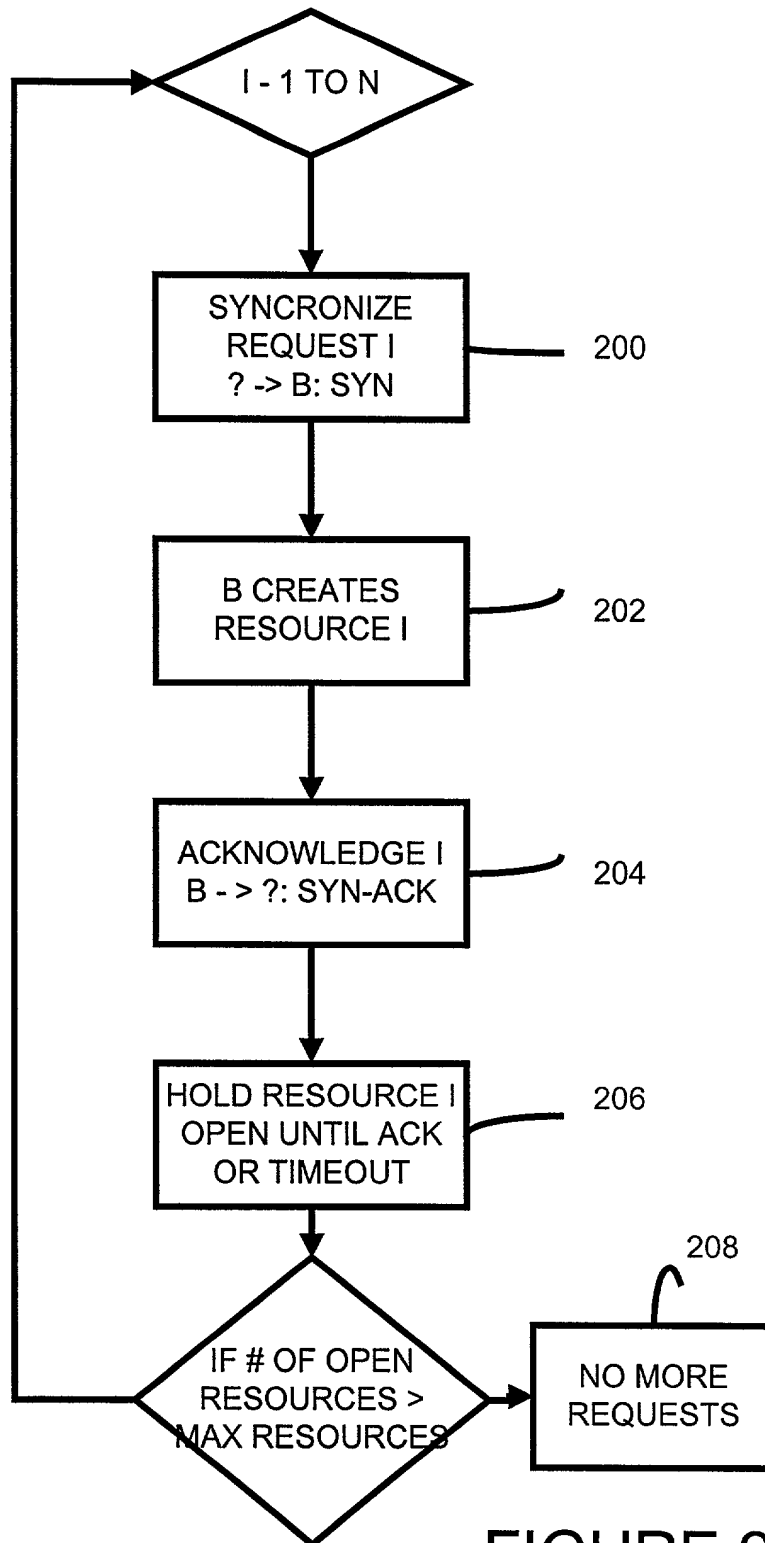 I - 1 TO N
SYNCRONIZE
REQUEST I
? -> B: SYN
200
B CREATES
RESOURCE I
202
ACKNOWLEDGE I
B - > ?: SYN-ACK
204
HOLD RESOURCE I
OPEN UNTIL ACK
OR TIMEOUT
206
IF # OF OPEN
RESOURCES >
MAX RESOURCES
208
NO MORE
REQUESTS
FIGURE